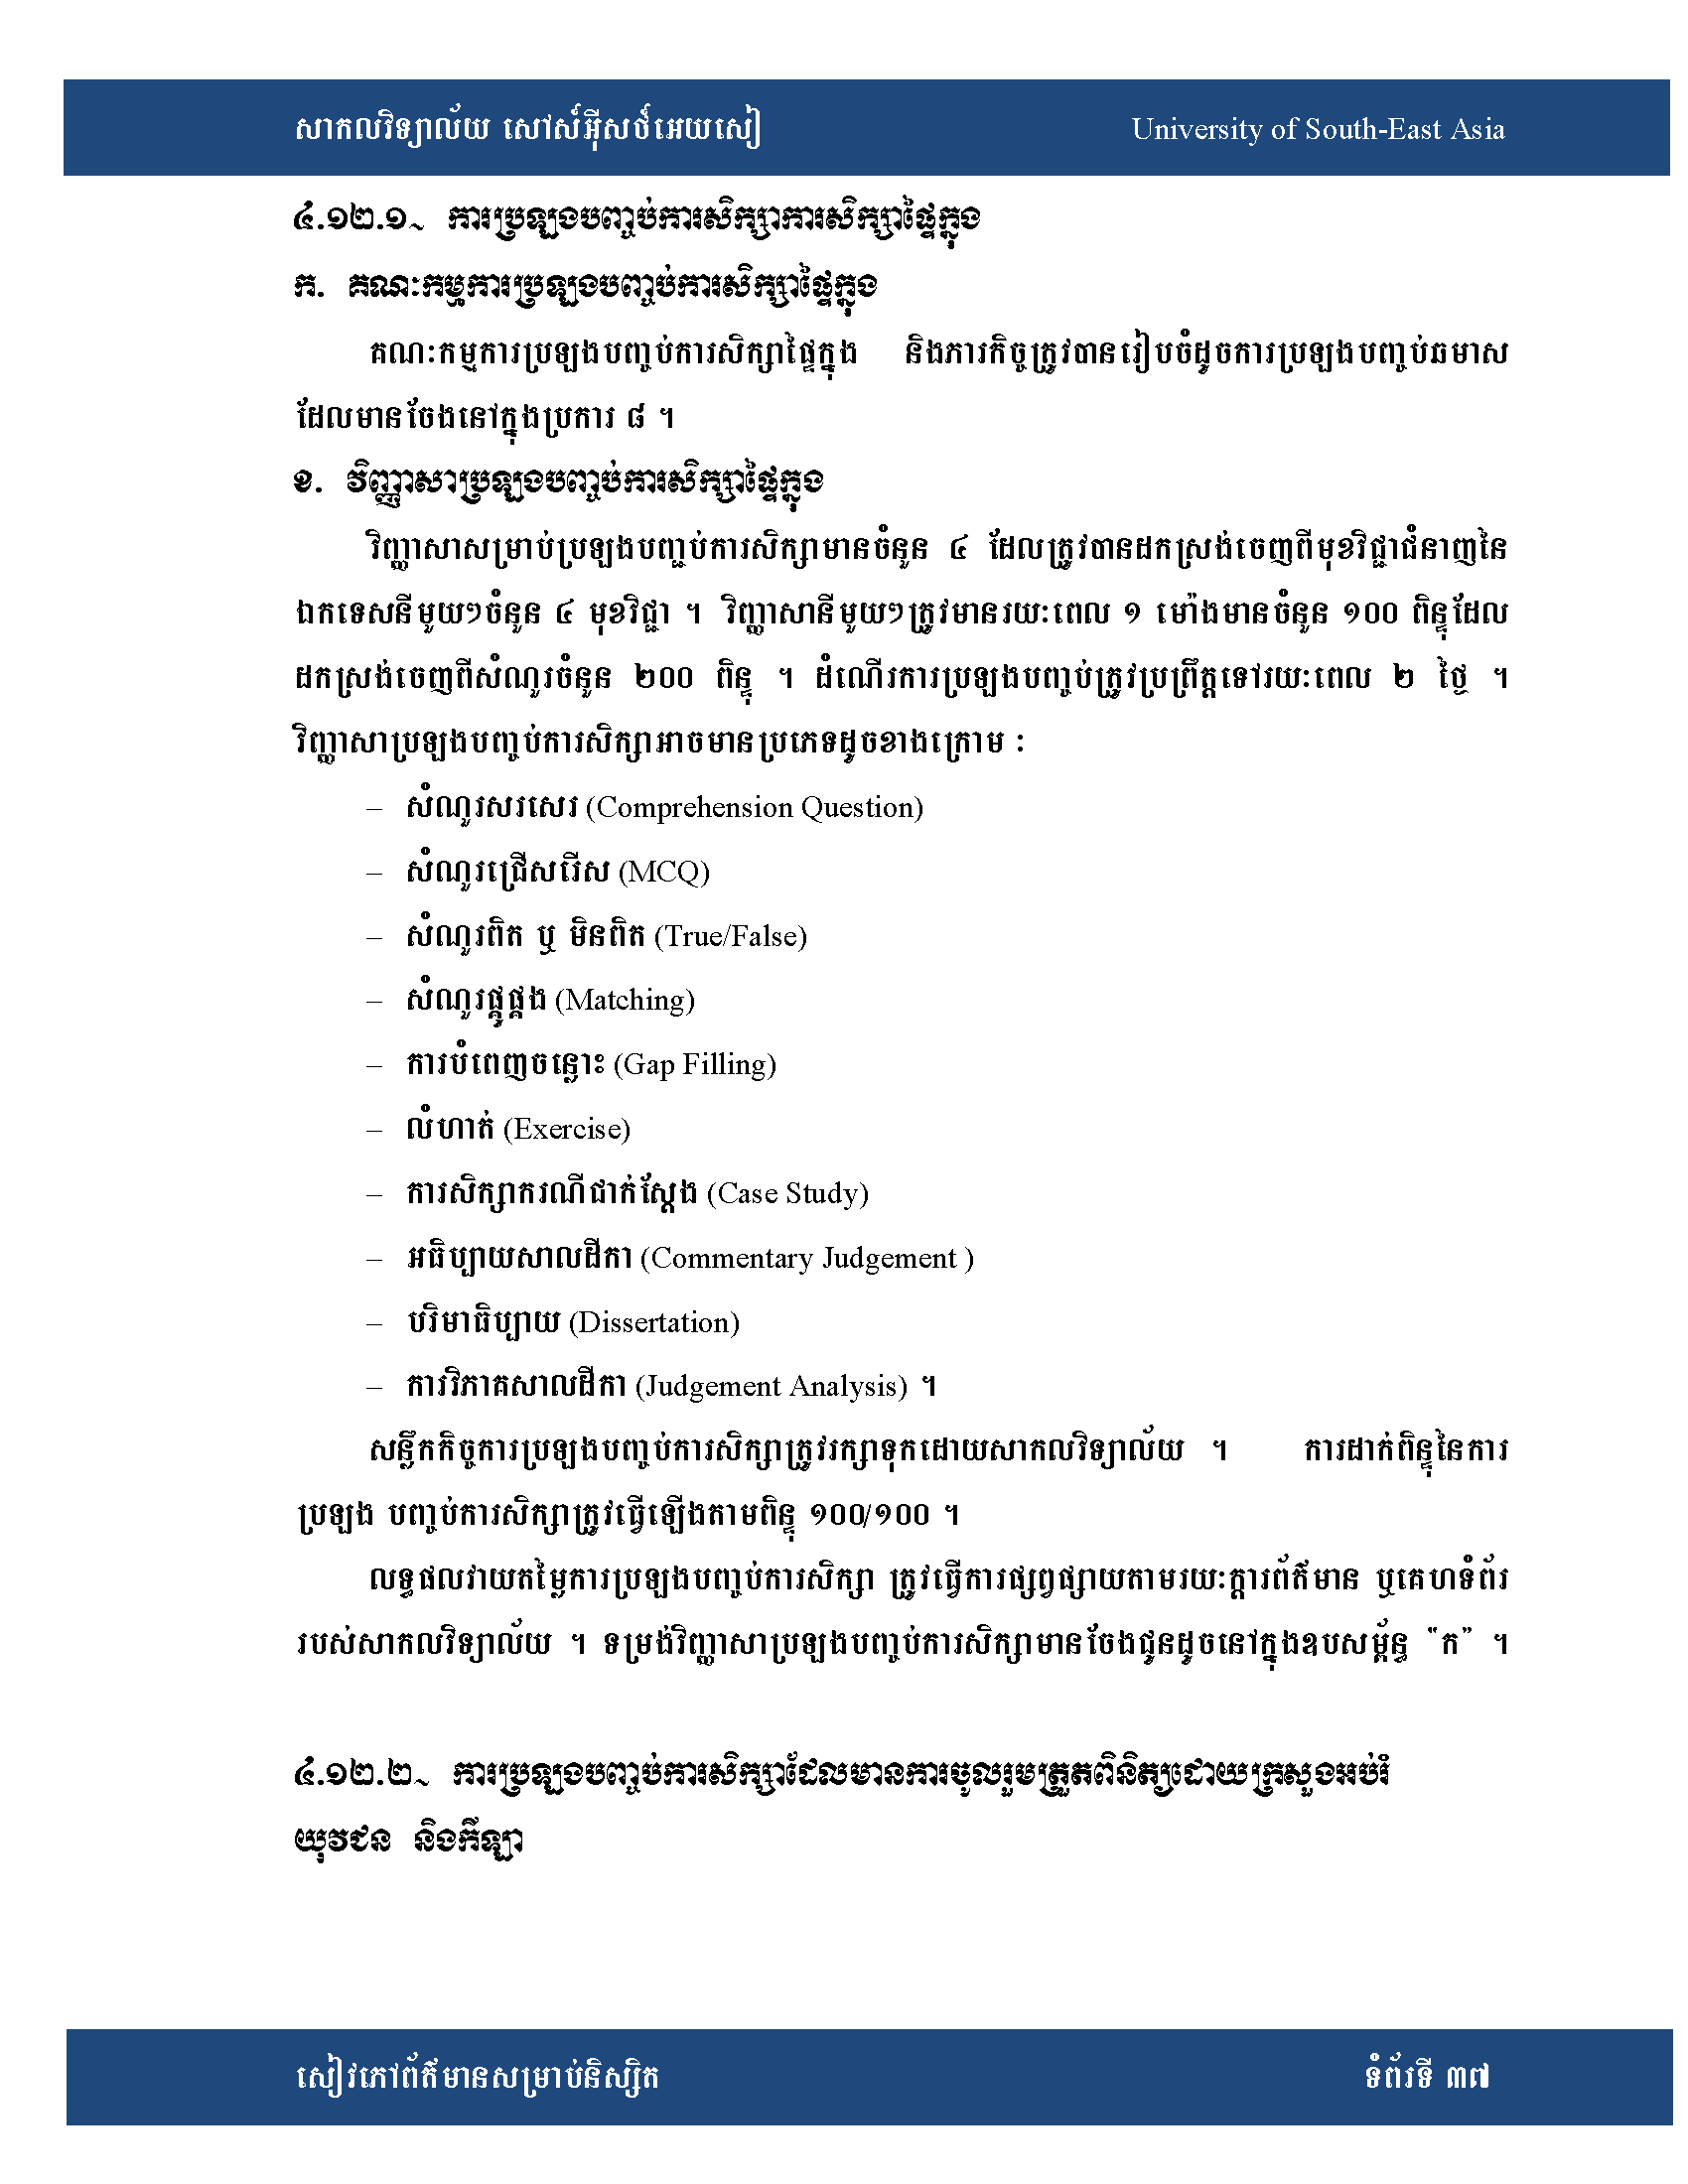 សាកលវិទ្យាល័យ សៅស៍អ៊ីសថ៍អេយសៀ University of South-East Asia
៤.១២.១~ ការប្រឡងបញ្ចប់ការសិក្សាការសិក្សាផ្ទៃក្នុង
ក. គណៈកម្មការប្រឡងបញ្ចប់ការសិក្សាផ្ទៃក្នុង
គណៈកម្មការប្រឡងបញ្ចប់ការសិក្សាផ្ទៃក្នុង និងភារកិច្ចត្រូវបានរៀបចំដូចការប្រឡងបញ្ចប់ឆមាស
ដែលមានចែងនៅក្នុងប្រការ ៨ ។
ខ. វិញ្ញាសាប្រឡងបញ្ចប់ការសិក្សាផ្ទៃក្នុង
វិញ្ញាសាសម្រាប់ប្រឡងបញ្ជប់ការសិក្សាមានចំនួន ៤ ដែលត្រូវបានដកស្រង់ចេញពីមុខវិជ្ជាជំនាញនៃ
ឯកទេសនីមួយៗចំនួន ៤ មុខវិជ្ជា ។ វិញ្ញាសានីមួយៗត្រូវមានរយៈពេល ១ ម៉ោងមានចំនួន ១០០ ពិន្ទុដែល
ដកស្រង់ចេញពីសំណួរចំនួន ២០០ ពិន្ទុ ។ ដំណើរការប្រឡងបញ្ចប់ត្រូវប្រព្រឹត្តទៅរយៈពេល ២ ថ្ងៃ ។
វិញ្ញាសាប្រឡងបញ្ចប់ការសិក្សាអាចមានប្រភេទដូចខាងក្រោម ៖
– សំណួរសរសេរ (Comprehension Question)
– សំណួរជ្រើសរើស (MCQ)
– សំណួរពិត ឬ មិនពិត (True/False)
– សំណួរផ្គូផ្គង (Matching)
– ការបំពេញចន្លោះ (Gap Filling)
– លំហាត់ (Exercise)
– ការសិក្សាករណីជាក់ស្តែង (Case Study)
– អធិប្បាយសាលដីកា (Commentary Judgement )
– បរិមាធិប្បាយ (Dissertation)
– ការវិភាគសាលដីកា (Judgement Analysis) ។
សន្លឹកកិច្ចការប្រឡងបញ្ចប់ការសិក្សាត្រូវរក្សាទុកដោយសាកលវិទ្យាល័យ ។ ការដាក់ពិន្ទុនៃការ
ប្រឡង បញ្ចប់ការសិក្សាត្រូវធ្វើឡើងតាមពិន្ទុ ១០០/១០០ ។
លទ្ធផលវាយតម្លៃការប្រឡងបញ្ចប់ការសិក្សា ត្រូវធ្វើការផ្សព្វផ្សាយតាមរយៈក្តារព័ត៌មាន ឬគេហទំព័រ
របស់សាកលវិទ្យាល័យ ។ ទម្រង់វិញ្ញាសាប្រឡងបញ្ចប់ការសិក្សាមានចែងជូនដូចនៅក្នុងឧបសម្ព័ន្ធ “ក” ។
៤.១២.២~ ការប្រឡងបញ្ចប់ការសិក្សាដែលមានការចូលរួមត្រួតពិនិត្យដោយក្រសួងអប់រំ
យុវជន និងកីឡា
សៀវភៅព័ត៌មានសម្រាប់និស្សិត ទំព័រទី ៣៧